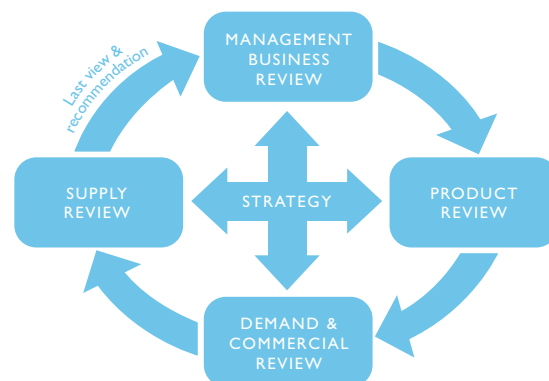 MANAGEMENT
BUSINESS
REVIEW
Last view &
recommendation
SUPPLY
REVIEW
STRATEGY
PRODUCT
REVIEW
DEMAND &
COMMERCIAL
REVIEW